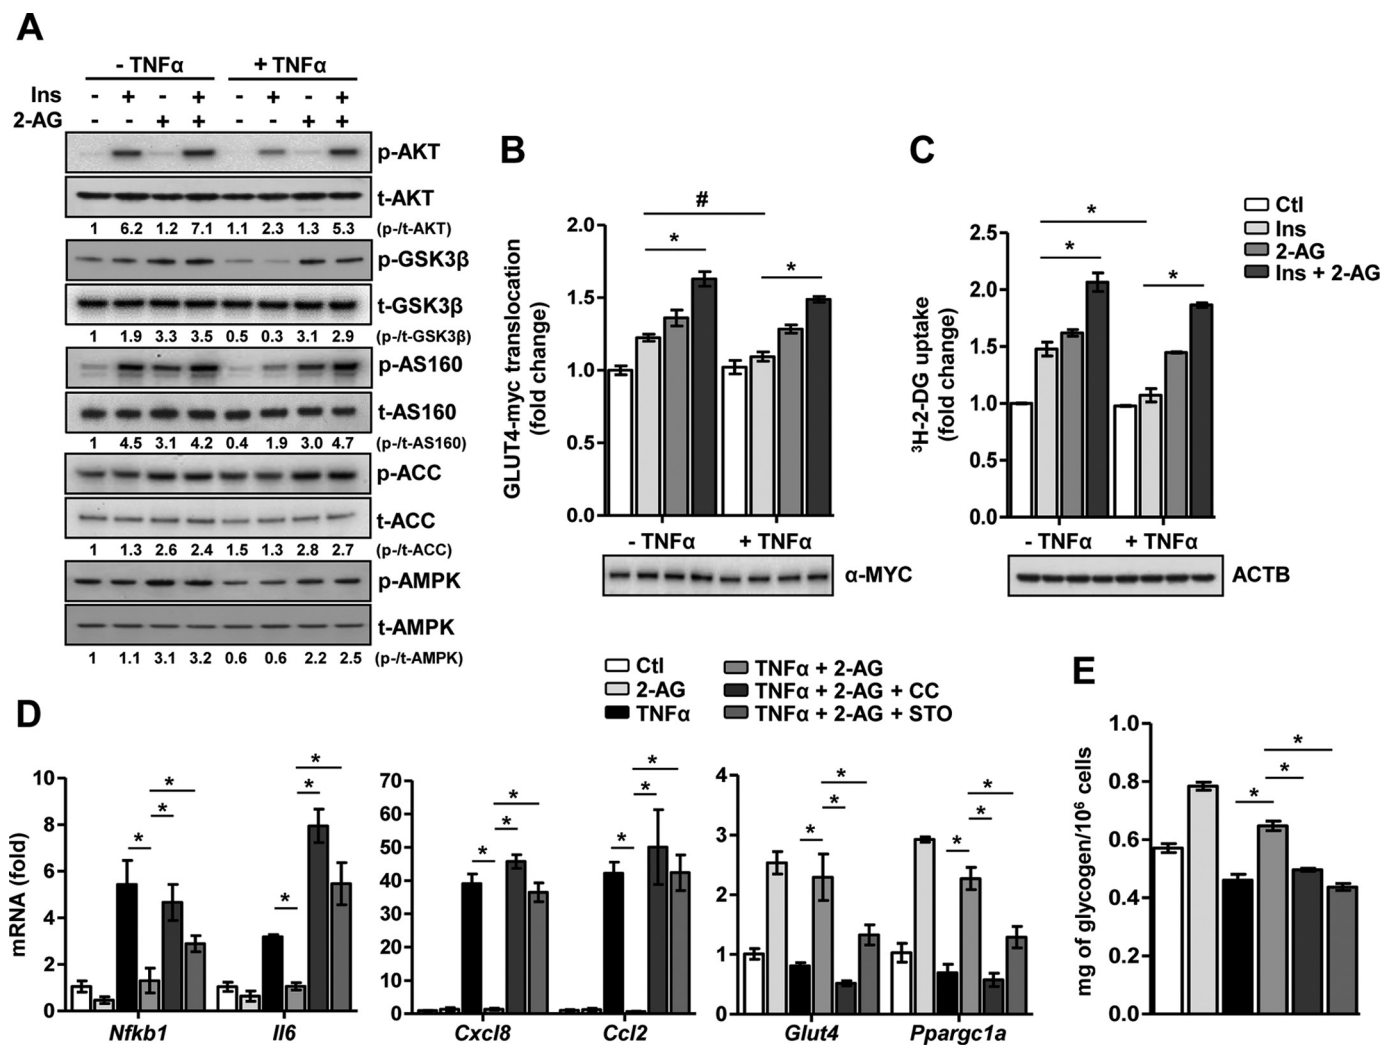 A
- TNFα + TNFα
Ins - + - + - + - +
2-AG - - + + - - + +
p-AKT
t-AKT
1 6.2 1.2 7.1 1.1 2.3 1.3 5.3 (p-/t-AKT)
p-GSK3β
t-GSK3β
1 1.9 3.3 3.5 0.5 0.3 3.1 2.9 (p-/t-GSK3β)
p-AS160
t-AS160
1 4.5 3.1 4.2 0.4 1.9 3.0 4.7 (p-/t-AS160)
p-ACC
t-ACC
1 1.3 2.6 2.4 1.5 1.3 2.8 2.7 (p-/t-ACC)
p-AMPK
t-AMPK
1 1.1 3.1 3.2 0.6 0.6 2.2 2.5 (p-/t-AMPK)
B
GLUT4-myc translocation
(fold change)
2.0
1.5
1.0
0.5
0.0
#
*
*
- TNFα + TNFα
α-MYC
C
³H-2-DG uptake
(fold change)
2.5
2.0
1.5
1.0
0.5
0.0
*
*
*
- TNFα + TNFα
ACTB
Ctl
Ins
2-AG
Ins + 2-AG
D
Ctl
2-AG
TNFα
TNFα + 2-AG
TNFα + 2-AG + CC
TNFα + 2-AG + STO
mRNA (fold)
10
8
6
4
2
0
* * * * * *
Nfkb1 Il6
70
60
50
40
30
20
10
0
* * * * * *
Cxcl8 Ccl2
4
3
2
1
0
* * * * * *
Glut4 Ppargc1a
E
mg of glycogen/10⁶ cells
1.0
0.8
0.6
0.4
0.2
0.0
* * *